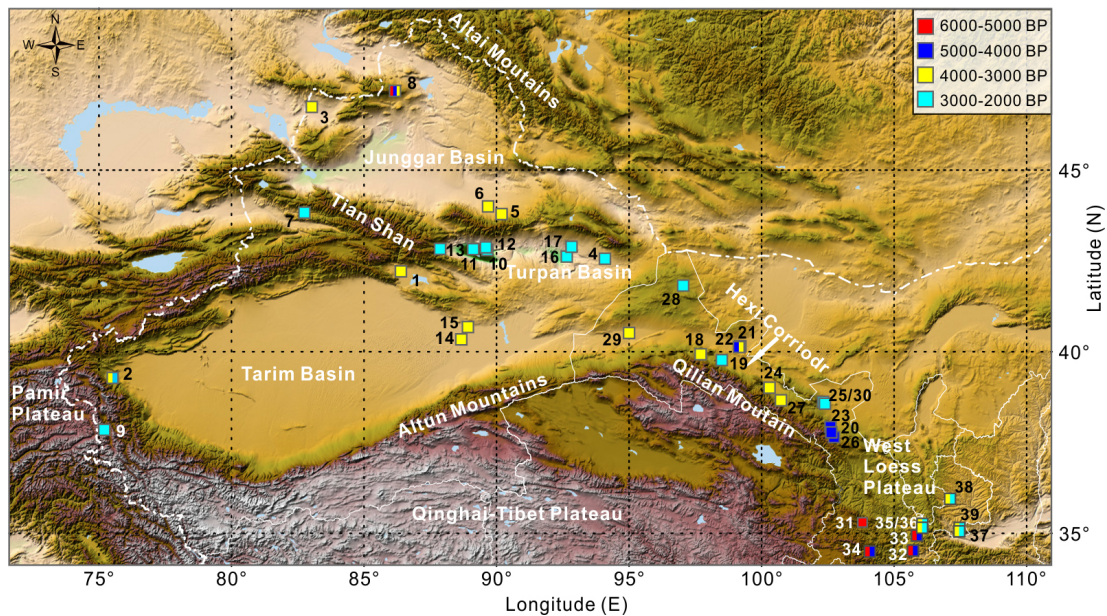 N
W E
S
Altai Moutains
6000-5000 BP
5000-4000 BP
4000-3000 BP
3000-2000 BP
8
3
Junggar Basin
45°
6
5
7
Tian Shan
13
11
10
12
17
16
4
Turpan Basin
1
28
Hexi Corriodr
15
14
29
18
22
21
19
40°
2
Tarim Basin
Pamir
Plateau
9
Altun Mountains
Qilian Moutain
24
27
25/30
23
20
26
West
Loess
Plateau
Qinghai-Tibet Plateau
38
39
37
31
35/36
33
34
32
35°
75°
80°
85°
90°
95°
100°
105°
110°
Longitude (E)
Latitude (N)